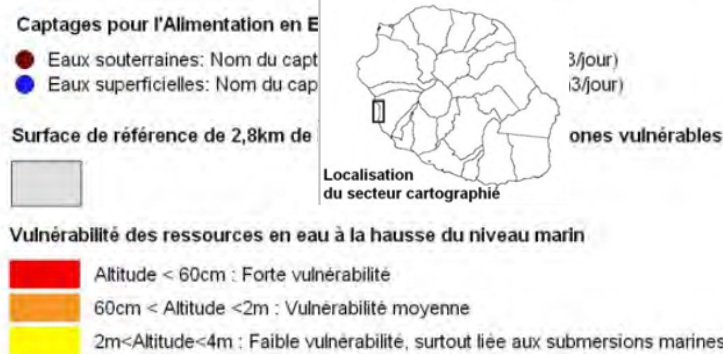 Captages pour l'Alimentation en E
Eaux souterraines: Nom du capt 3/jour)
Eaux superficielles: Nom du cap 3/jour)
Surface de référence de 2,8km de ones vulnérables
Localisation
du secteur cartographié
Vulnérabilité des ressources en eau à la hausse du niveau marin
Altitude < 60cm : Forte vulnérabilité
60cm < Altitude <2m : Vulnérabilité moyenne
2m<Altitude<4m : Faible vulnérabilité, surtout liée aux submersions marines